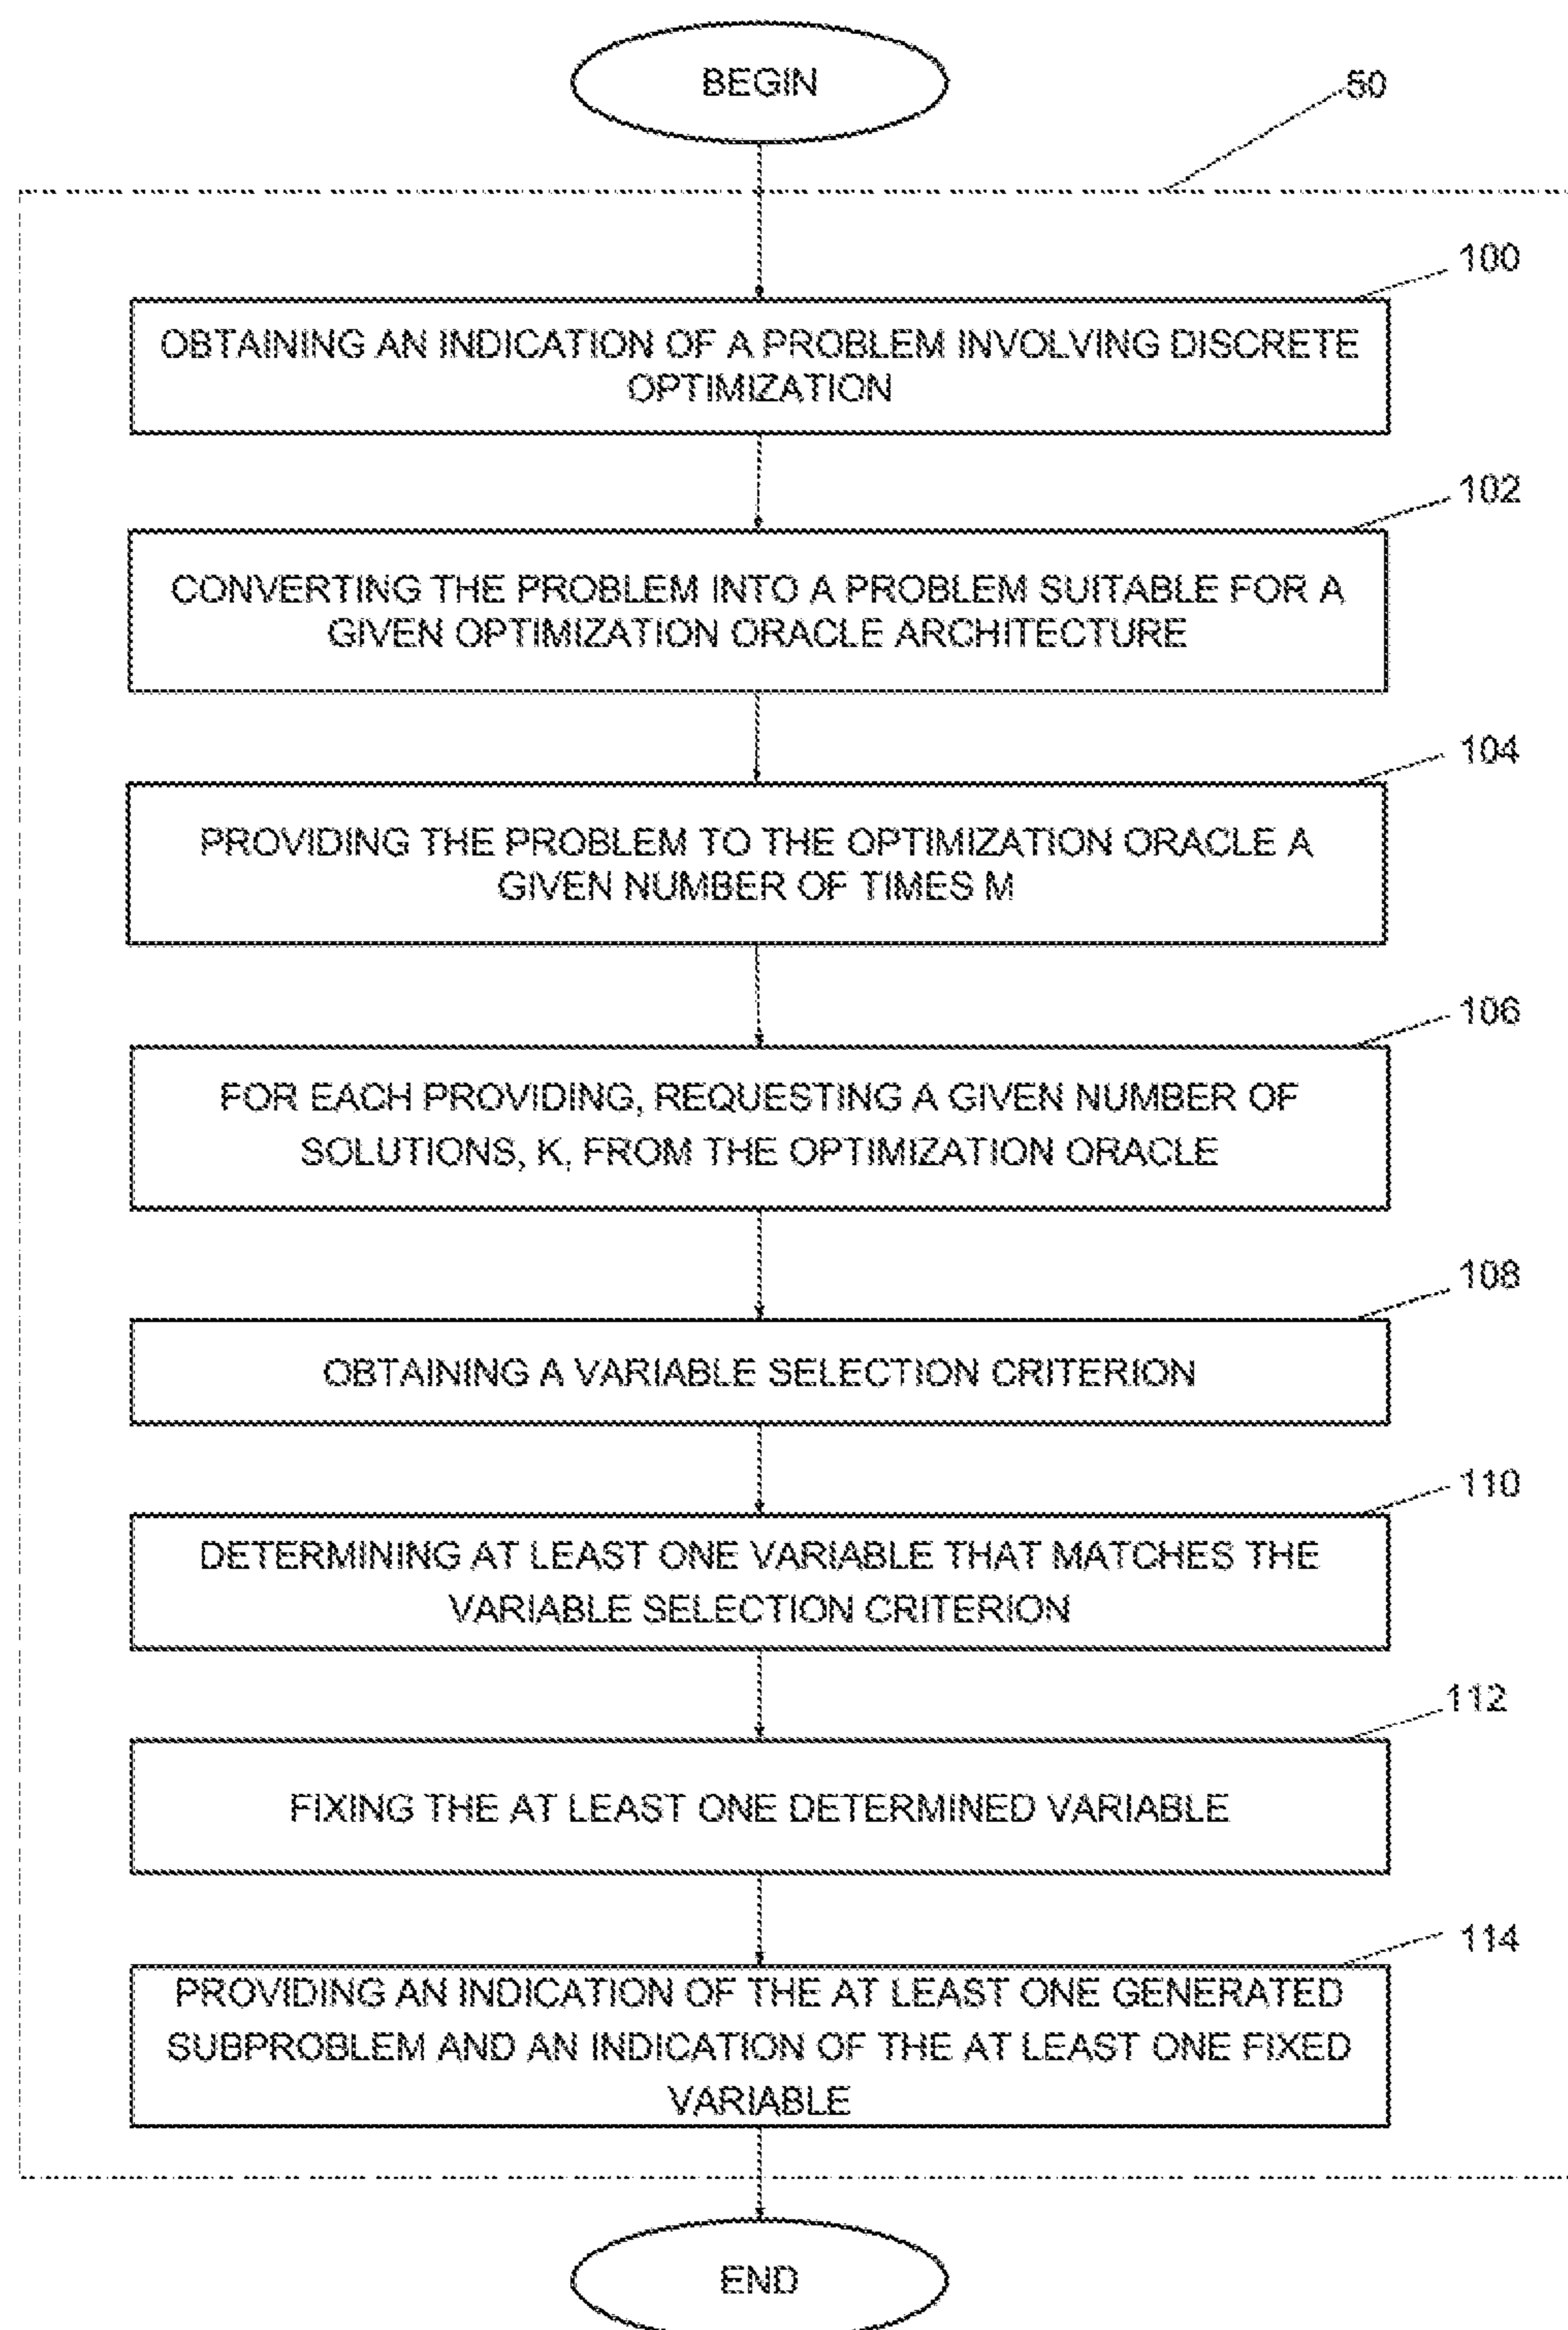 BEGIN
50
100
OBTAINING AN INDICATION OF A PROBLEM INVOLVING DISCRETE
OPTIMIZATION
102
CONVERTING THE PROBLEM INTO A PROBLEM SUITABLE FOR A
GIVEN OPTIMIZATION ORACLE ARCHITECTURE
104
PROVIDING THE PROBLEM TO THE OPTIMIZATION ORACLE A
GIVEN NUMBER OF TIMES M
106
FOR EACH PROVIDING, REQUESTING A GIVEN NUMBER OF
SOLUTIONS, K, FROM THE OPTIMIZATION ORACLE
108
OBTAINING A VARIABLE SELECTION CRITERION
110
DETERMINING AT LEAST ONE VARIABLE THAT MATCHES THE
VARIABLE SELECTION CRITERION
112
FIXING THE AT LEAST ONE DETERMINED VARIABLE
114
PROVIDING AN INDICATION OF THE AT LEAST ONE GENERATED
SUBPROBLEM AND AN INDICATION OF THE AT LEAST ONE FIXED
VARIABLE
END